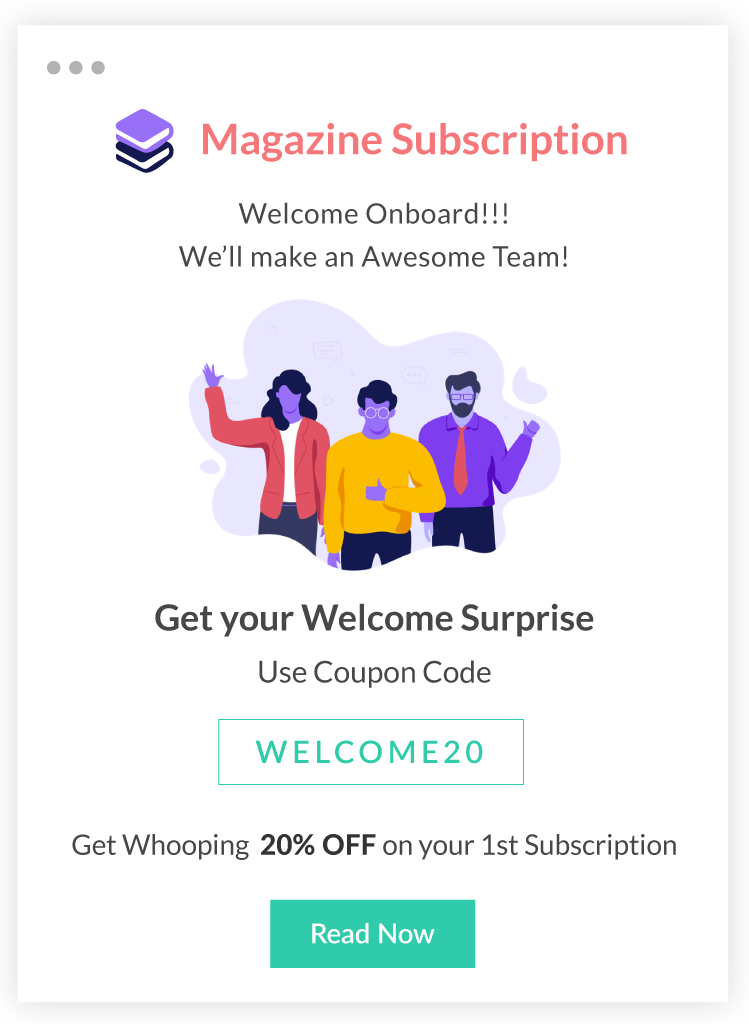 Magazine Subscription
Welcome Onboard!!!
We’ll make an Awesome Team!
Get your Welcome Surprise
Use Coupon Code
WELCOME20
Get Whooping 20% OFF on your 1st Subscription
Read Now